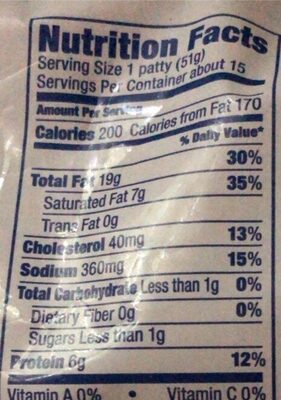 Nutrition Facts
Serving Size 1 patty (51g)
Servings Per Container about 15
Amount Per Serving
Calories 200 Calories from Fat 170
% Daily Value*
Total Fat 19g 30%
Saturated Fat 7g 35%
Trans Fat 0g
Cholesterol 40mg 13%
Sodium 360mg 15%
Total Carbohydrate Less than 1g 0%
Dietary Fiber 0g 0%
Sugars Less than 1g
Protein 6g 12%
Vitamin A 0% • Vitamin C 0%